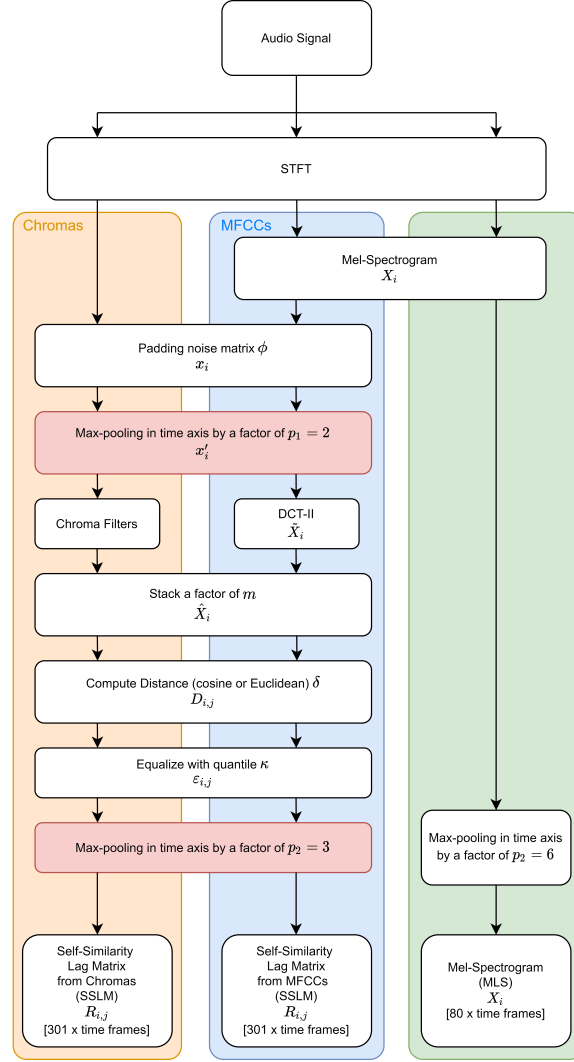 Audio Signal
STFT
Chromas
MFCCs
Mel-Spectrogram
X_i
Padding noise matrix ϕ
x_i
Max-pooling in time axis by a factor of p_1 = 2
x'_i
Chroma Filters
DCT-II
X̃_i
Stack a factor of m
X̂_i
Compute Distance (cosine or Euclidean) δ
D_{i,j}
Equalize with quantile κ
ε_{i,j}
Max-pooling in time axis by a factor of p_2 = 3
Max-pooling in time axis
by a factor of p_2 = 6
Self-Similarity
Lag Matrix
from Chromas
(SSLM)
R_{i,j}
[301 x time frames]
Self-Similarity
Lag Matrix
from MFCCs
(SSLM)
R_{i,j}
[301 x time frames]
Mel-Spectrogram
(MLS)
X_i
[80 x time frames]